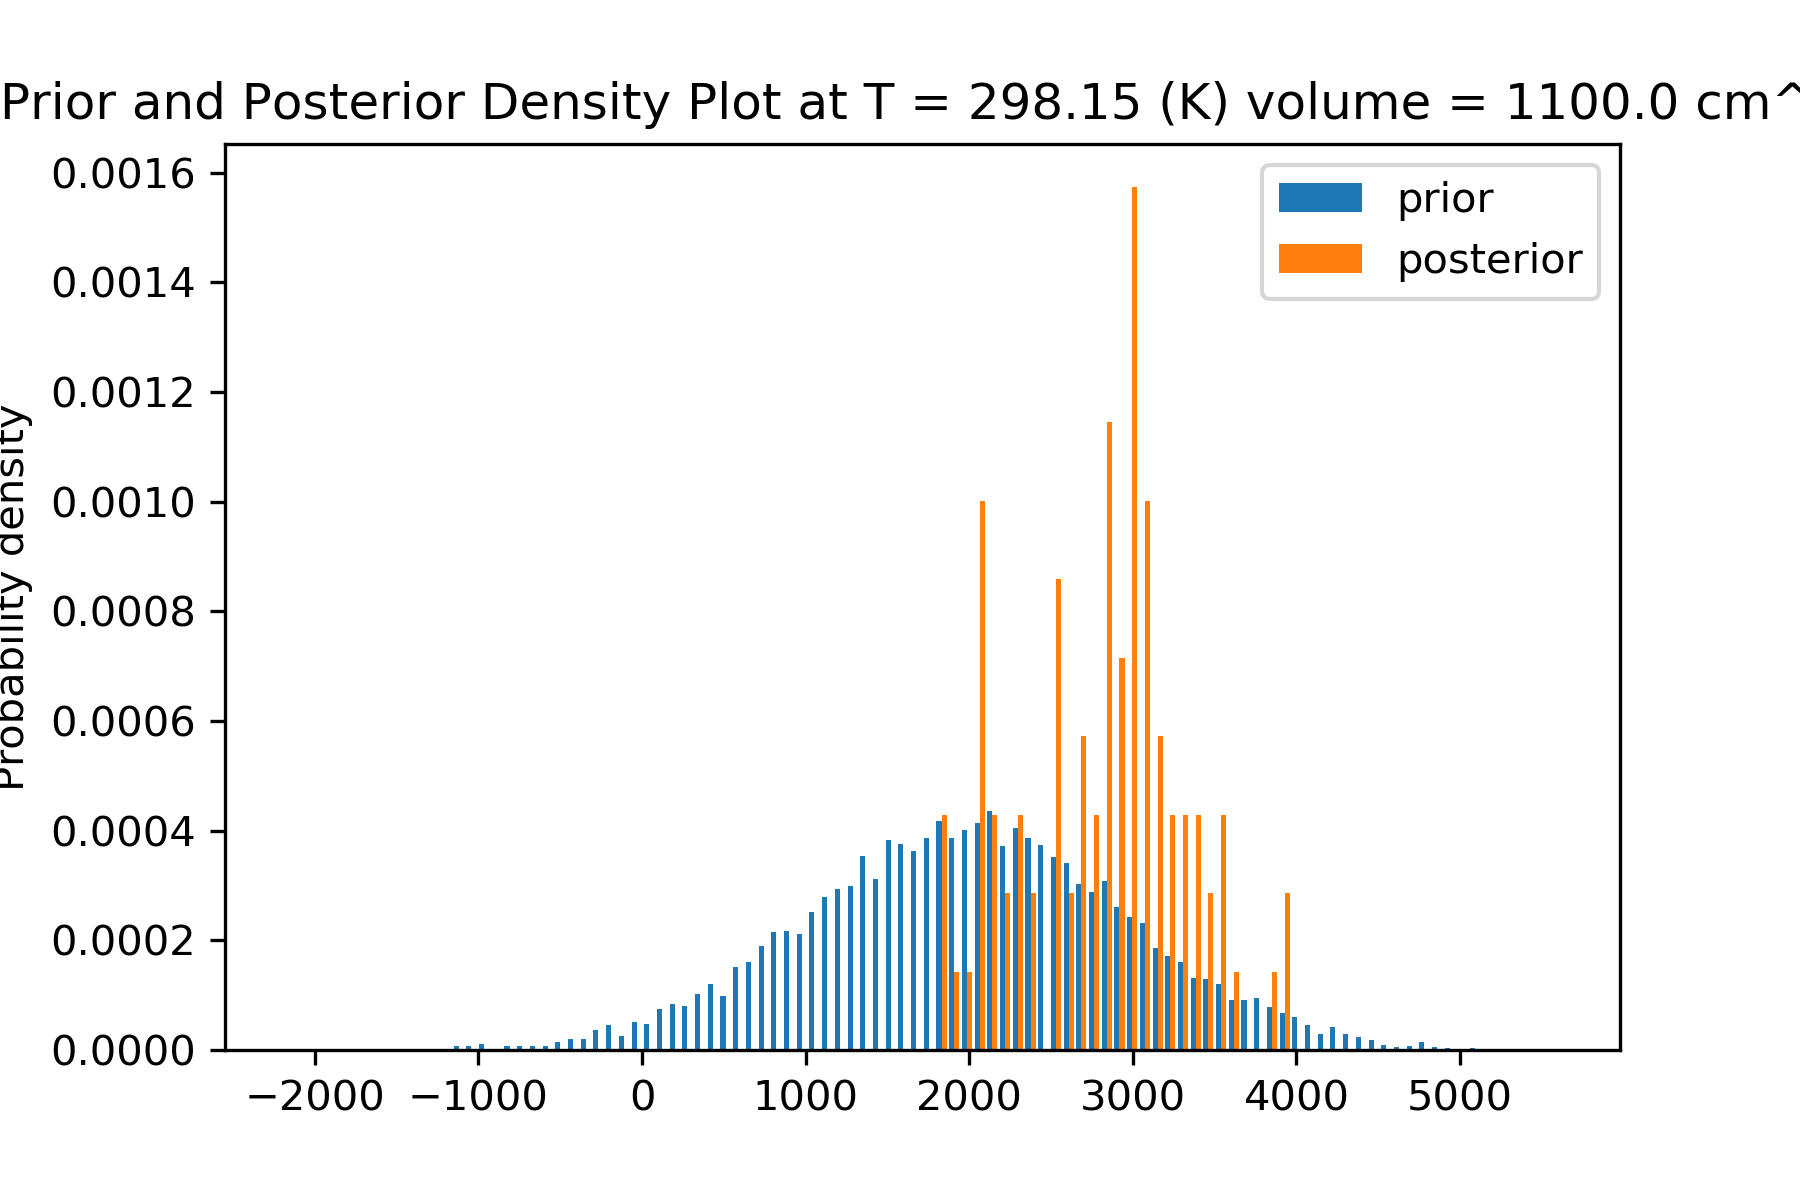 Prior and Posterior Density Plot at T = 298.15 (K) volume = 1100.0 cm^
prior
posterior
Probability density
0.0016
0.0014
0.0012
0.0010
0.0008
0.0006
0.0004
0.0002
0.0000
−2000 −1000 0 1000 2000 3000 4000 5000